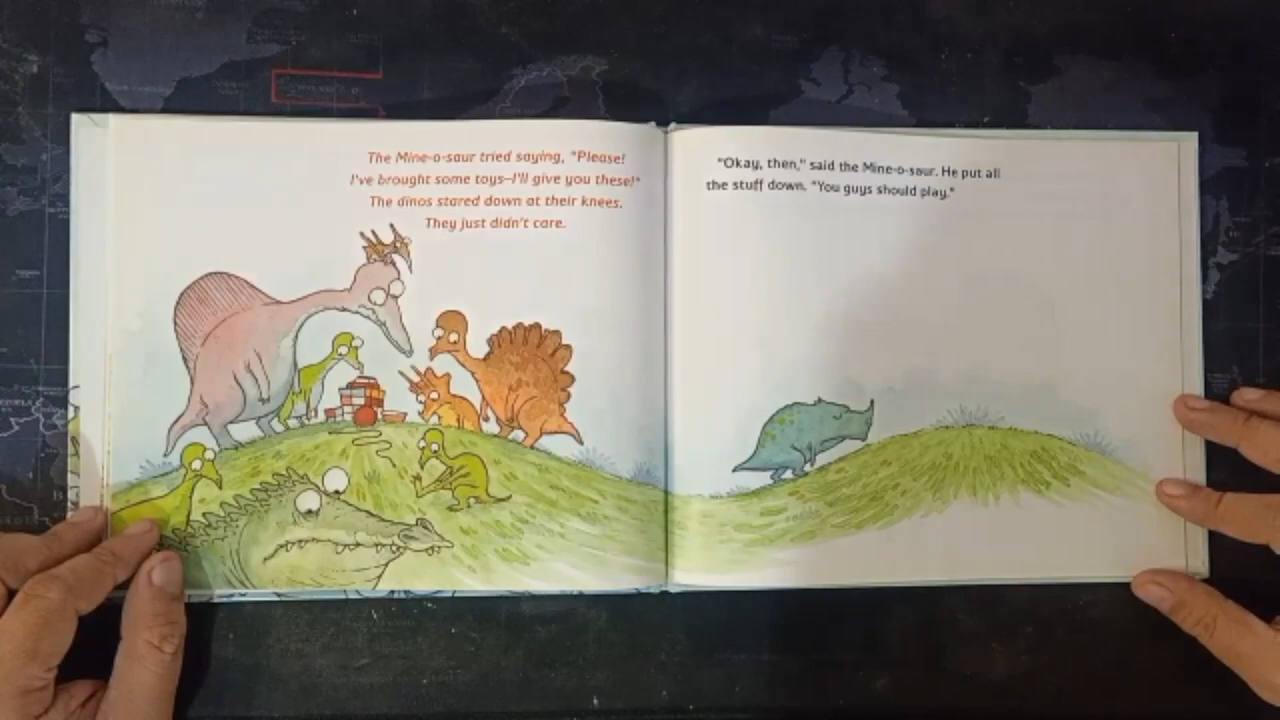 The Mine-o-saur tried saying, "Please!
I've brought some toys—I'll give you these!"
The dinos stared down at their knees.
They just didn't care.
"Okay, then," said the Mine-o-saur. He put all
the stuff down. "You guys should play."